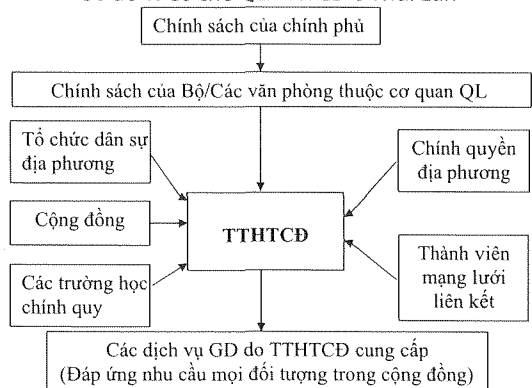 Chính sách của chính phủ
Chính sách của Bộ/Các văn phòng thuộc cơ quan QL
Tổ chức dân sự
địa phương
Chính quyền
địa phương
Cộng đồng
TTHTCĐ
Các trường học
chính quy
Thành viên
mạng lưới
liên kết
Các dịch vụ GD do TTHTCĐ cung cấp
(Đáp ứng nhu cầu mọi đối tượng trong cộng đồng)